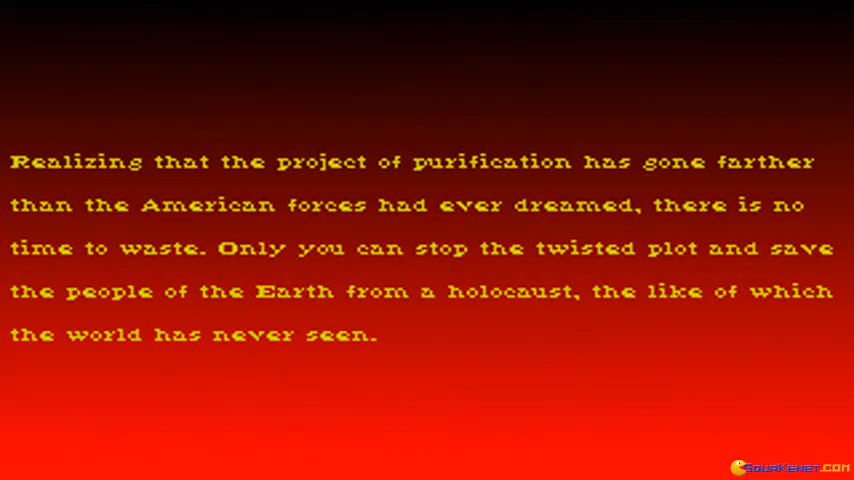 Realizing that the project of purification has gone farther
than the American forces had ever dreamed, there is no
time to waste. Only you can stop the twisted plot and save
the people of the Earth from a holocaust, the like of which
the world has never seen.
SquaKenet.com